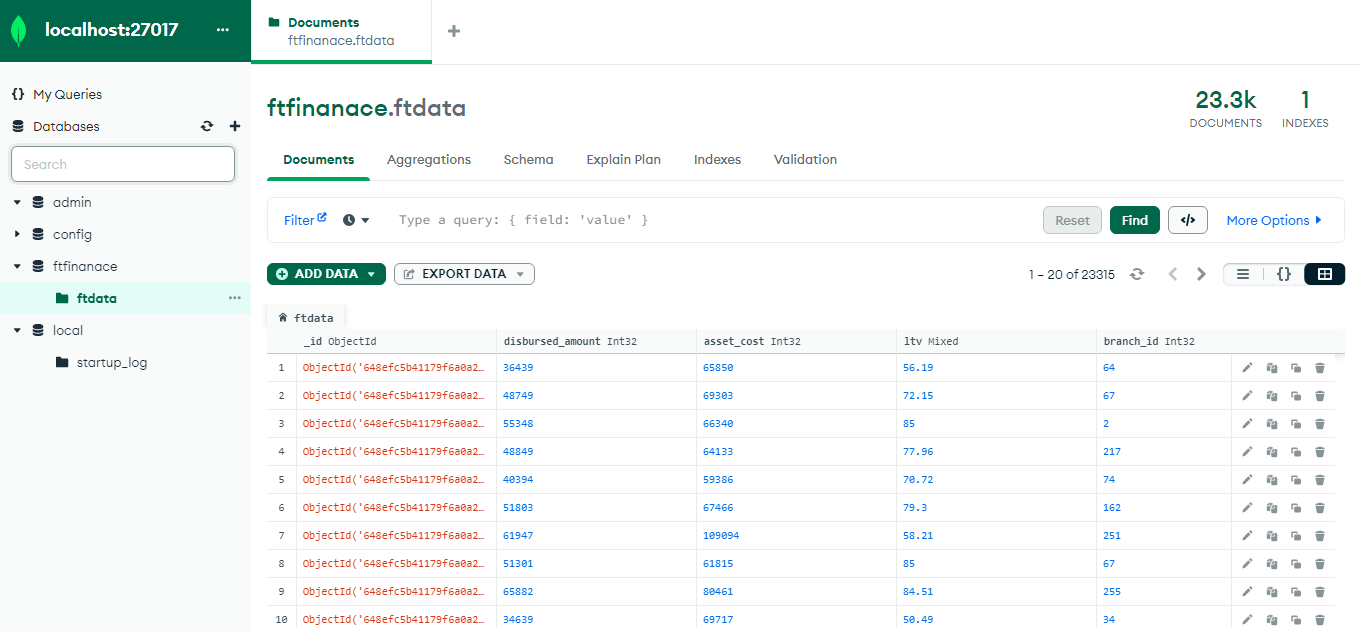 localhost:27017 ...
Documents
ftfinanace.ftdata
My Queries
Databases
Search
admin
config
ftfinanace
ftdata
local
startup_log
ftfinanace.ftdata
23.3k
DOCUMENTS
1
INDEXES
Documents Aggregations Schema Explain Plan Indexes Validation
Filter Type a query: { field: 'value' } Reset Find </> More Options
ADD DATA EXPORT DATA 1 – 20 of 23315 {}
ftdata
_id ObjectId disbursed_amount Int32 asset_cost Int32 ltv Mixed branch_id Int32
1 ObjectId('648efc5b41179f6a0a2… 36439 65850 56.19 64
2 ObjectId('648efc5b41179f6a0a2… 48749 69303 72.15 67
3 ObjectId('648efc5b41179f6a0a2… 55348 66340 85 2
4 ObjectId('648efc5b41179f6a0a2… 48849 64133 77.96 217
5 ObjectId('648efc5b41179f6a0a2… 40394 59386 70.72 74
6 ObjectId('648efc5b41179f6a0a2… 51803 67466 79.3 162
7 ObjectId('648efc5b41179f6a0a2… 61947 109094 58.21 251
8 ObjectId('648efc5b41179f6a0a2… 51301 61815 85 67
9 ObjectId('648efc5b41179f6a0a2… 65882 80461 84.51 255
10 ObjectId('648efc5b41179f6a0a2… 34639 69717 50.49 34